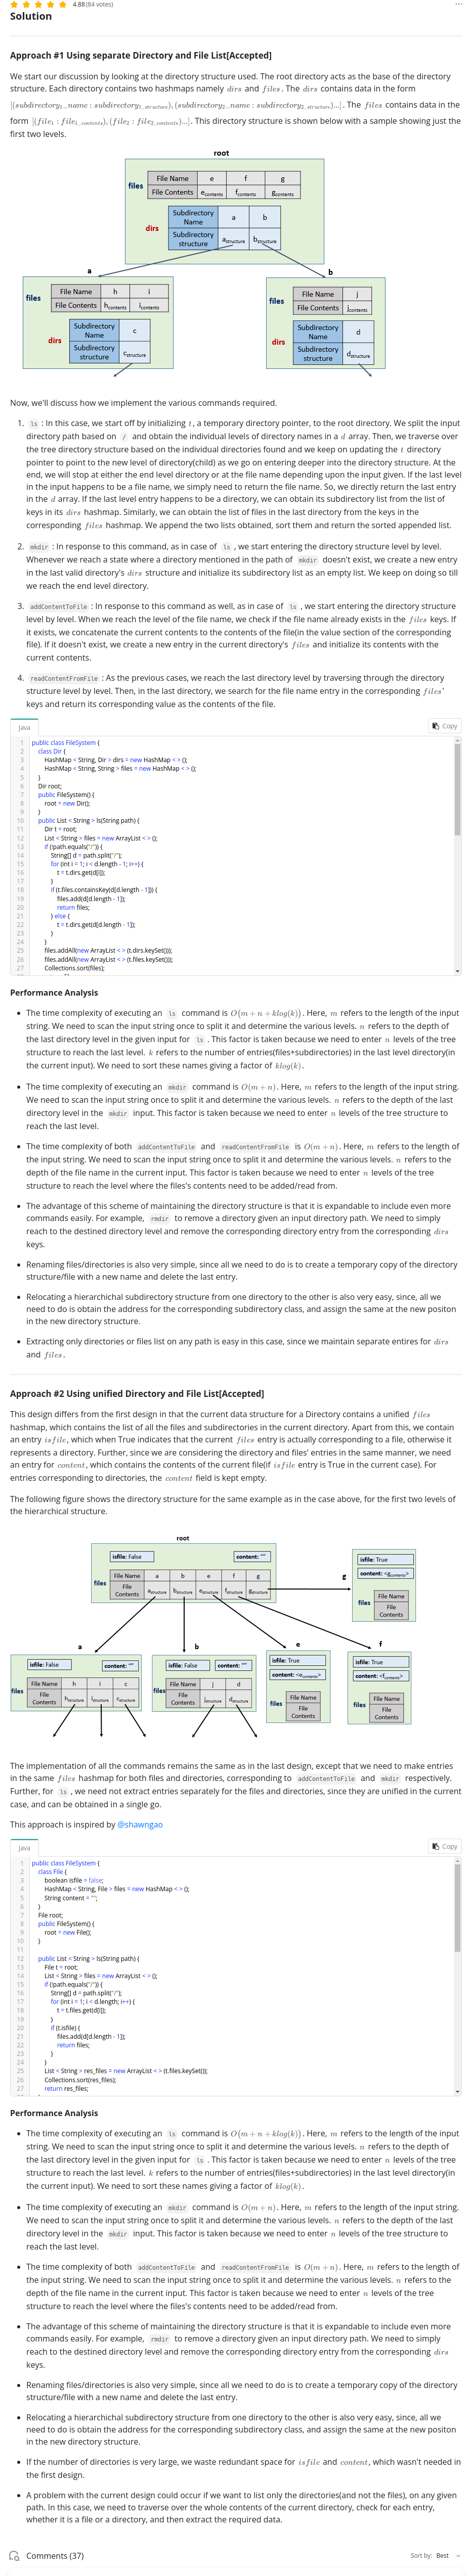 4.88 (84 votes)
Solution
Approach #1 Using separate Directory and File List[Accepted]
We start our discussion by looking at the directory structure used. The root directory acts as the base of the directory
structure. Each directory contains two hashmaps namely dirs and files. The dirs contains data in the form
[(subdirectory1_name : subdirectory1_structure), (subdirectory2_name : subdirectory2_structure)...]. The files contains data in the
form [(file1 : file1_contents), (file2 : file2_contents)...]. This directory structure is shown below with a sample showing just the
first two levels.
root
files
File Name e f g
File Contents econtents fcontents gcontents
dirs
Subdirectory Name a b
Subdirectory structure astructure bstructure
a
files
File Name h i
File Contents hcontents icontents
dirs
Subdirectory Name c
Subdirectory structure cstructure
b
files
File Name j
File Contents jcontents
dirs
Subdirectory Name d
Subdirectory structure dstructure
Now, we'll discuss how we implement the various commands required.
1. ls : In this case, we start off by initializing t, a temporary directory pointer, to the root directory. We split the input
directory path based on / and obtain the individual levels of directory names in a d array. Then, we traverse over
the tree directory structure based on the individual directories found and we keep on updating the t directory
pointer to point to the new level of directory(child) as we go on entering deeper into the directory structure. At the
end, we will stop at either the end level directory or at the file name depending upon the input given. If the last level
in the input happens to be a file name, we simply need to return the file name. So, we directly return the last entry
in the d array. If the last level entry happens to be a directory, we can obtain its subdirectory list from the list of
keys in its dirs hashmap. Similarly, we can obtain the list of files in the last directory from the keys in the
corresponding files hashmap. We append the two lists obtained, sort them and return the sorted appended list.
2. mkdir : In response to this command, as in case of ls , we start entering the directory structure level by level.
Whenever we reach a state where a directory mentioned in the path of mkdir doesn't exist, we create a new entry
in the last valid directory's dirs structure and initialize its subdirectory list as an empty list. We keep on doing so till
we reach the end level directory.
3. addContentToFile : In response to this command as well, as in case of ls , we start entering the directory structure
level by level. When we reach the level of the file name, we check if the file name already exists in the files keys. If
it exists, we concatenate the current contents to the contents of the file(in the value section of the corresponding
file). If it doesn't exist, we create a new entry in the current directory's files and initialize its contents with the
current contents.
4. readContentFromFile : As the previous cases, we reach the last directory level by traversing through the directory
structure level by level. Then, in the last directory, we search for the file name entry in the corresponding files'
keys and return its corresponding value as the contents of the file.
Java
Copy
1 public class FileSystem {
2 class Dir {
3 HashMap < String, Dir > dirs = new HashMap < > ();
4 HashMap < String, String > files = new HashMap < > ();
5 }
6 Dir root;
7 public FileSystem() {
8 root = new Dir();
9 }
10 public List < String > ls(String path) {
11 Dir t = root;
12 List < String > files = new ArrayList < > ();
13 if (!path.equals("/")) {
14 String[] d = path.split("/");
15 for (int i = 1; i < d.length - 1; i++) {
16 t = t.dirs.get(d[i]);
17 }
18 if (t.files.containsKey(d[d.length - 1])) {
19 files.add(d[d.length - 1]);
20 return files;
21 } else {
22 t = t.dirs.get(d[d.length - 1]);
23 }
24 }
25 files.addAll(new ArrayList < > (t.dirs.keySet()));
26 files.addAll(new ArrayList < > (t.files.keySet()));
27 Collections.sort(files);
Performance Analysis
• The time complexity of executing an ls command is O(m + n + klog(k)). Here, m refers to the length of the input
string. We need to scan the input string once to split it and determine the various levels. n refers to the depth of
the last directory level in the given input for ls . This factor is taken because we need to enter n levels of the tree
structure to reach the last level. k refers to the number of entries(files+subdirectories) in the last level directory(in
the current input). We need to sort these names giving a factor of klog(k).
• The time complexity of executing an mkdir command is O(m + n). Here, m refers to the length of the input string.
We need to scan the input string once to split it and determine the various levels. n refers to the depth of the last
directory level in the mkdir input. This factor is taken because we need to enter n levels of the tree structure to
reach the last level.
• The time complexity of both addContentToFile and readContentFromFile is O(m + n). Here, m refers to the length of
the input string. We need to scan the input string once to split it and determine the various levels. n refers to the
depth of the file name in the current input. This factor is taken because we need to enter n levels of the tree
structure to reach the level where the files's contents need to be added/read from.
• The advantage of this scheme of maintaining the directory structure is that it is expandable to include even more
commands easily. For example, rmdir to remove a directory given an input directory path. We need to simply
reach to the destined directory level and remove the corresponding directory entry from the corresponding dirs
keys.
• Renaming files/directories is also very simple, since all we need to do is to create a temporary copy of the directory
structure/file with a new name and delete the last entry.
• Relocating a hierarchichal subdirectory structure from one directory to the other is also very easy, since, all we
need to do is obtain the address for the corresponding subdirectory class, and assign the same at the new positon
in the new directory structure.
• Extracting only directories or files list on any path is easy in this case, since we maintain separate entires for dirs
and files.
Approach #2 Using unified Directory and File List[Accepted]
This design differs from the first design in that the current data structure for a Directory contains a unified files
hashmap, which contains the list of all the files and subdirectories in the current directory. Apart from this, we contain
an entry isfile, which when True indicates that the current files entry is actually corresponding to a file, otherwise it
represents a directory. Further, since we are considering the directory and files' entries in the same manner, we need
an entry for content, which contains the contents of the current file(if isfile entry is True in the current case). For
entries corresponding to directories, the content field is kept empty.
The following figure shows the directory structure for the same example as in the case above, for the first two levels of
the hierarchical structure.
root
isfile: False content: ""
files
File Name a b e f g
File Contents astructure bstructure estructure fstructure gstructure
g
isfile: True
content: <gcontents>
files
File Name
File Contents
a
isfile: False content: ""
files
File Name h i c
File Contents hstructure istructure cstructure
b
isfile: False content: ""
files
File Name j d
File Contents jstructure dstructure
e
isfile: True
content: <econtents>
files
File Name
File Contents
f
isfile: True
content: <fcontents>
files
File Name
File Contents
The implementation of all the commands remains the same as in the last design, except that we need to make entries
in the same files hashmap for both files and directories, corresponding to addContentToFile and mkdir respectively.
Further, for ls , we need not extract entries separately for the files and directories, since they are unified in the current
case, and can be obtained in a single go.
This approach is inspired by @shawngao
Java
Copy
1 public class FileSystem {
2 class File {
3 boolean isfile = false;
4 HashMap < String, File > files = new HashMap < > ();
5 String content = "";
6 }
7 File root;
8 public FileSystem() {
9 root = new File();
10 }
11
12 public List < String > ls(String path) {
13 File t = root;
14 List < String > files = new ArrayList < > ();
15 if (!path.equals("/")) {
16 String[] d = path.split("/");
17 for (int i = 1; i < d.length; i++) {
18 t = t.files.get(d[i]);
19 }
20 if (t.isfile) {
21 files.add(d[d.length - 1]);
22 return files;
23 }
24 }
25 List < String > res_files = new ArrayList < > (t.files.keySet());
26 Collections.sort(res_files);
27 return res_files;
Performance Analysis
• The time complexity of executing an ls command is O(m + n + klog(k)). Here, m refers to the length of the input
string. We need to scan the input string once to split it and determine the various levels. n refers to the depth of
the last directory level in the given input for ls . This factor is taken because we need to enter n levels of the tree
structure to reach the last level. k refers to the number of entries(files+subdirectories) in the last level directory(in
the current input). We need to sort these names giving a factor of klog(k).
• The time complexity of executing an mkdir command is O(m + n). Here, m refers to the length of the input string.
We need to scan the input string once to split it and determine the various levels. n refers to the depth of the last
directory level in the mkdir input. This factor is taken because we need to enter n levels of the tree structure to
reach the last level.
• The time complexity of both addContentToFile and readContentFromFile is O(m + n). Here, m refers to the length of
the input string. We need to scan the input string once to split it and determine the various levels. n refers to the
depth of the file name in the current input. This factor is taken because we need to enter n levels of the tree
structure to reach the level where the files's contents need to be added/read from.
• The advantage of this scheme of maintaining the directory structure is that it is expandable to include even more
commands easily. For example, rmdir to remove a directory given an input directory path. We need to simply
reach to the destined directory level and remove the corresponding directory entry from the corresponding dirs
keys.
• Renaming files/directories is also very simple, since all we need to do is to create a temporary copy of the directory
structure/file with a new name and delete the last entry.
• Relocating a hierarchichal subdirectory structure from one directory to the other is also very easy, since, all we
need to do is obtain the address for the corresponding subdirectory class, and assign the same at the new positon
in the new directory structure.
• If the number of directories is very large, we waste redundant space for isfile and content, which wasn't needed in
the first design.
• A problem with the current design could occur if we want to list only the directories(and not the files), on any given
path. In this case, we need to traverse over the whole contents of the current directory, check for each entry,
whether it is a file or a directory, and then extract the required data.
Comments (37)
Sort by: Best